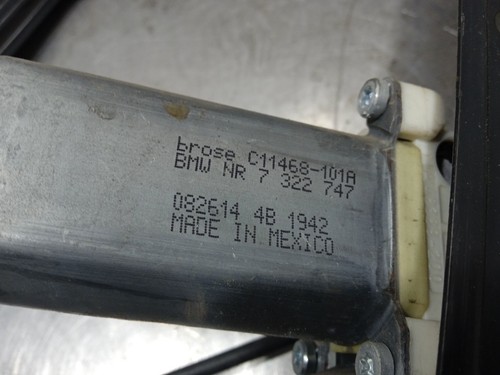 brose C11468-101A
BMW NR 7 322 747
082614 4B 1942
MADE IN MEXICO